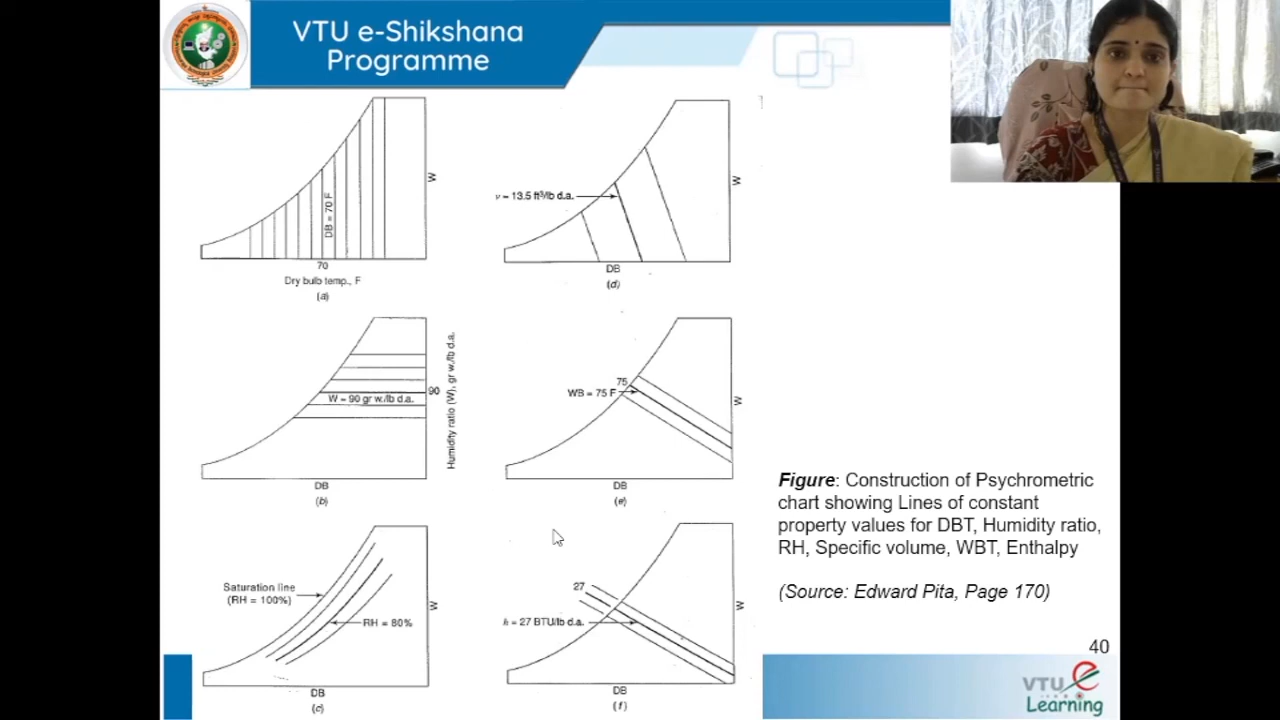 VTU e-Shikshana
Programme
W
DB = 70 F
70
Dry bulb temp., F
(a)
v = 13.5 ft³/lb d.a.
W
DB
(d)
W = 90 gr w./lb d.a.
90
Humidity ratio (W), gr w./lb d.a.
DB
(b)
75
WB = 75 F
W
DB
(e)
Saturation line
(RH = 100%)
RH = 80%
W
DB
(c)
27
h = 27 BTU/lb d.a.
W
DB
(f)
Figure: Construction of Psychrometric
chart showing Lines of constant
property values for DBT, Humidity ratio,
RH, Specific volume, WBT, Enthalpy
(Source: Edward Pita, Page 170)
40
VTU e
Learning